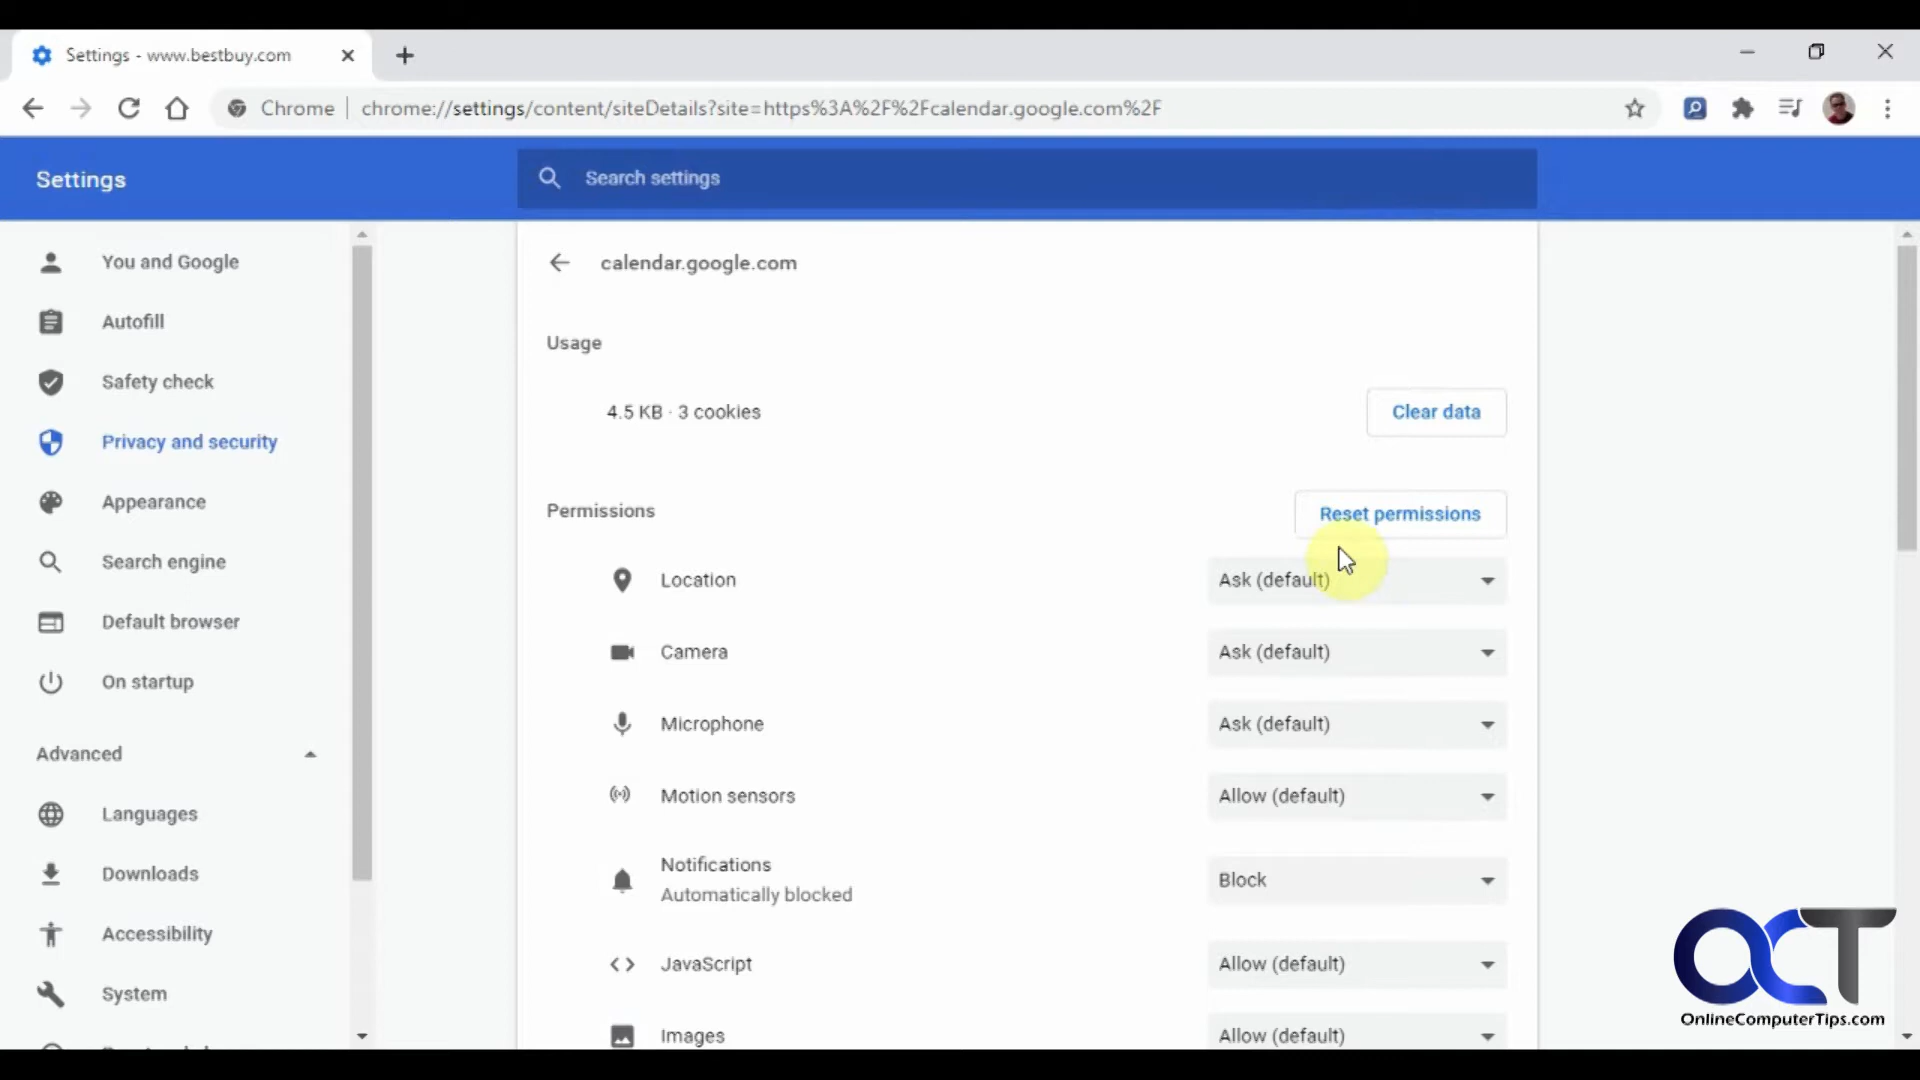 Settings - www.bestbuy.com
Chrome | chrome://settings/content/siteDetails?site=https%3A%2F%2Fcalendar.google.com%2F
Settings
Search settings
You and Google
Autofill
Safety check
Privacy and security
Appearance
Search engine
Default browser
On startup
Advanced
Languages
Downloads
Accessibility
System
calendar.google.com
Usage
4.5 KB · 3 cookies
Clear data
Permissions
Reset permissions
Location
Ask (default)
Camera
Ask (default)
Microphone
Ask (default)
Motion sensors
Allow (default)
Notifications
Automatically blocked
Block
JavaScript
Allow (default)
Images
Allow (default)
OCT
OnlineComputerTips.com